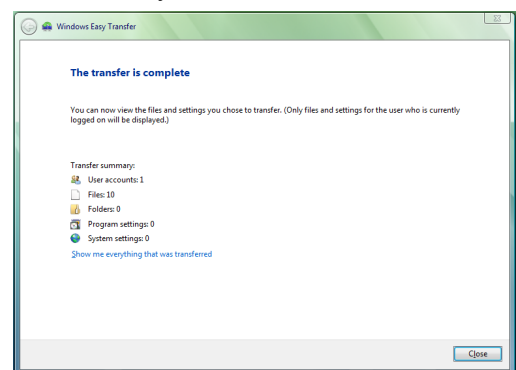 Windows Easy Transfer
The transfer is complete
You can now view the files and settings you chose to transfer. (Only files and settings for the user who is currently
logged on will be displayed.)
Transfer summary:
User accounts: 1
Files: 10
Folders: 0
Program settings: 0
System settings: 0
Show me everything that was transferred
Close